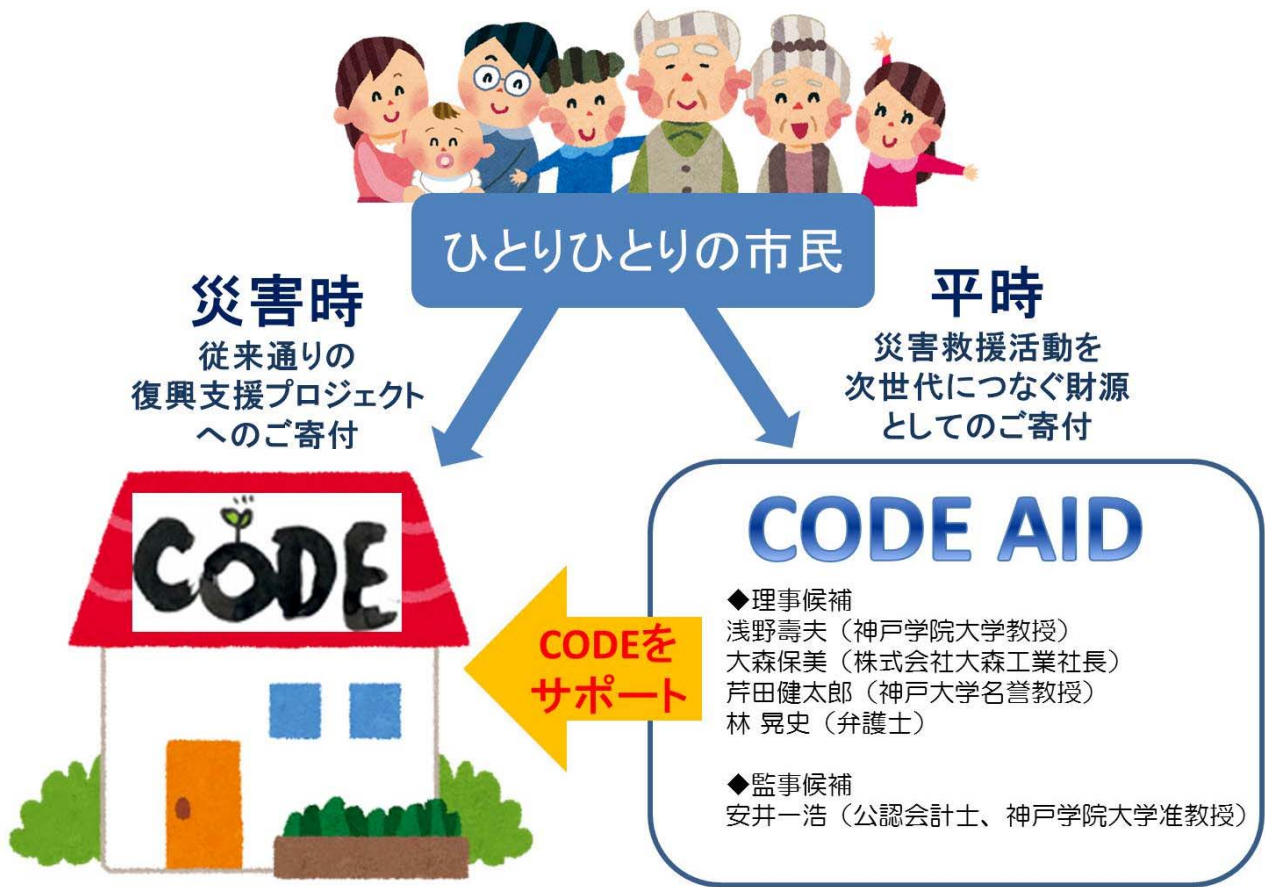 ひとりひとりの市民
災害時
従来通りの
復興支援プロジェクト
へのご寄付
平時
災害救援活動を
次世代につなぐ財源
としてのご寄付
CODE
CODEを
サポート
CODE AID
◆理事候補
浅野壽夫（神戸学院大学教授）
大森保美（株式会社大森工業社長）
芹田健太郎（神戸大学名誉教授）
林 晃史（弁護士）
◆監事候補
安井一浩（公認会計士、神戸学院大学准教授）